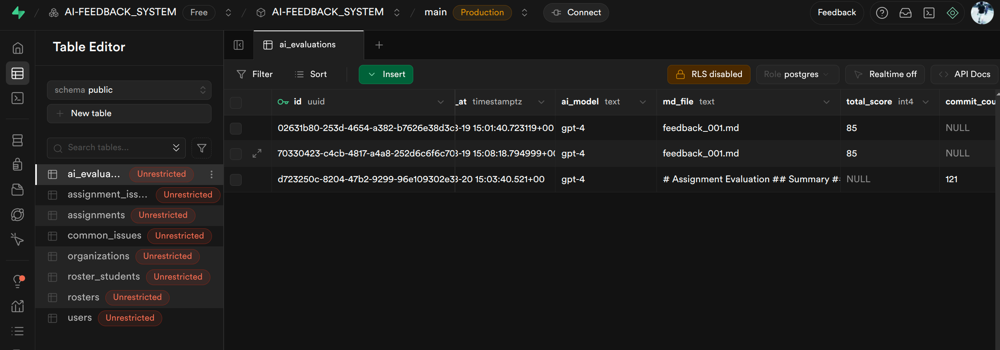 AI-FEEDBACK_SYSTEM Free AI-FEEDBACK_SYSTEM main Production Connect Feedback
Table Editor
schema public
New table
Search tables...
ai_evalua... Unrestricted
assignment_iss... Unrestricted
assignments Unrestricted
common_issues Unrestricted
organizations Unrestricted
roster_students Unrestricted
rosters Unrestricted
users Unrestricted
ai_evaluations
Filter Sort Insert RLS disabled Role postgres Realtime off API Docs
id uuid _at timestamptz ai_model text md_file text total_score int4 commit_cou
02631b80-253d-4654-a382-b7626e38d3c 3-19 15:01:40.723119+00 gpt-4 feedback_001.md 85 NULL
70330423-c4cb-4817-a4a8-252d6c6f6c70 3-19 15:08:18.794999+00 gpt-4 feedback_001.md 85 NULL
d723250c-8204-47b2-9299-96e109302e3 3-20 15:03:40.521+00 gpt-4 # Assignment Evaluation ## Summary ## NULL 121